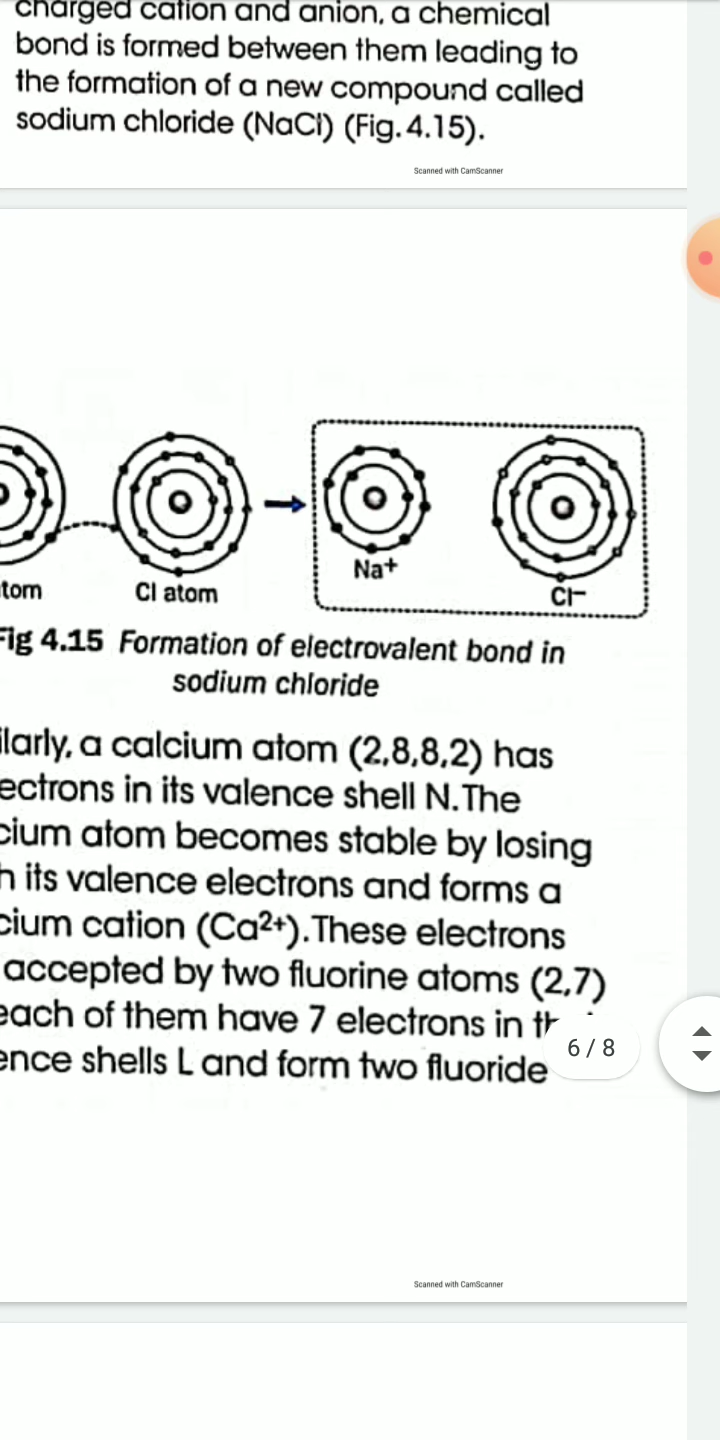 charged cation and anion, a chemical
bond is formed between them leading to
the formation of a new compound called
sodium chloride (NaCl) (Fig. 4.15).
Scanned with CamScanner
tom
Cl atom
Na+
Cl−
Fig 4.15 Formation of electrovalent bond in
sodium chloride
ilarly, a calcium atom (2,8,8,2) has
ectrons in its valence shell N. The
cium atom becomes stable by losing
h its valence electrons and forms a
cium cation (Ca²⁺). These electrons
accepted by two fluorine atoms (2,7)
each of them have 7 electrons in
ence shells L and form two fluoride
6 / 8
Scanned with CamScanner